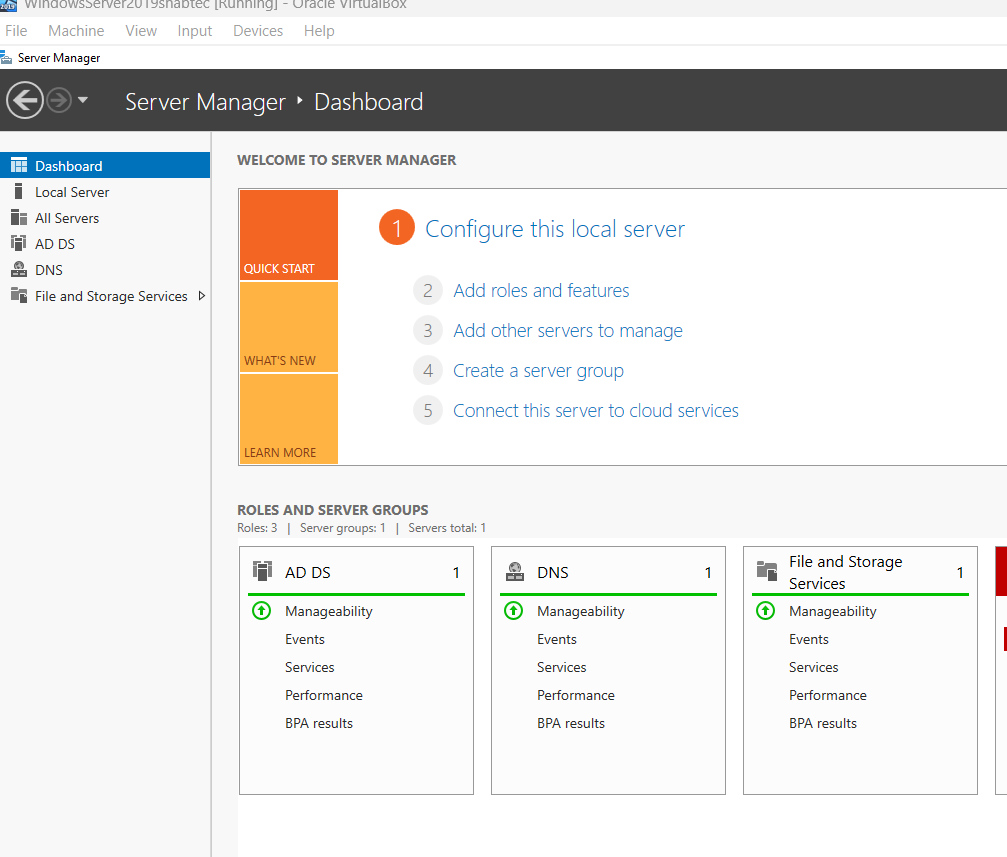 WindowsServer2019snabtec [Running] - Oracle VirtualBox
File Machine View Input Devices Help
Server Manager
Server Manager ‣ Dashboard
Dashboard
Local Server
All Servers
AD DS
DNS
File and Storage Services
WELCOME TO SERVER MANAGER
QUICK START
WHAT'S NEW
LEARN MORE
1 Configure this local server
2 Add roles and features
3 Add other servers to manage
4 Create a server group
5 Connect this server to cloud services
ROLES AND SERVER GROUPS
Roles: 3 | Server groups: 1 | Servers total: 1
AD DS 1
Manageability
Events
Services
Performance
BPA results
DNS 1
Manageability
Events
Services
Performance
BPA results
File and Storage
Services 1
Manageability
Events
Services
Performance
BPA results